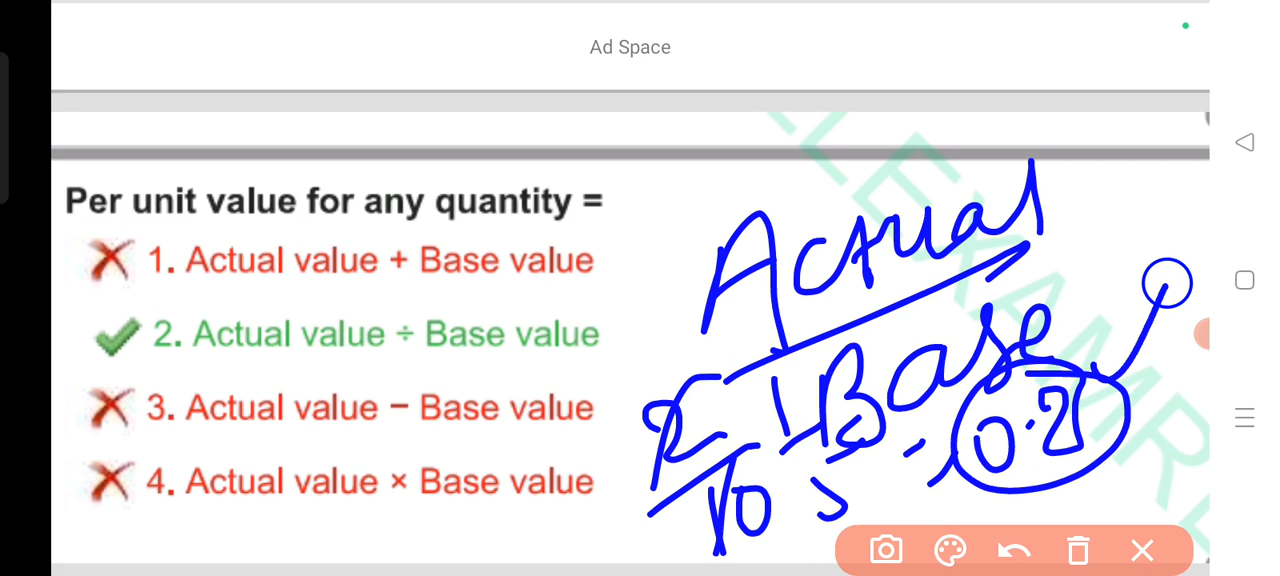 Ad Space
Per unit value for any quantity =
1. Actual value + Base value
2. Actual value ÷ Base value
3. Actual value − Base value
4. Actual value × Base value
Actual
Base
10
0.2